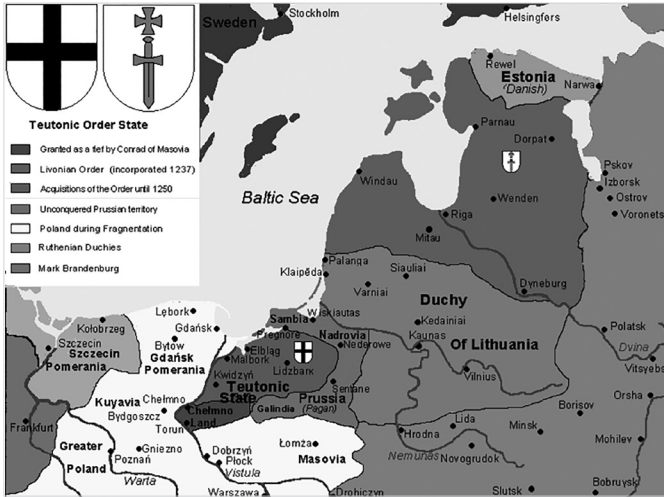 Stockholm
Sweden
Helsingfors
Teutonic Order State
Granted as a fief by Conrad of Masovia
Livonian Order (incorporated 1237)
Acquisitions of the Order until 1250
Unconquered Prussian territory
Poland during Fragnentation
Ruthenian Duchies
Mark Brandenburg
Rewel
Estonia
(Danish)
Narwa
Parnau
Dorpat
Pskov
Izborsk
Ostrov
Voronets
Baltic Sea
Windau
Wenden
Riga
Mitau
Palanga
Klaipėda
Siauliai
Varniai
Dyneburg
Duchy
Of Lithuania
Kedainiai
Kaunas
Vilnius
Polatsk
Dvina
Vitsyebs
Lębork
Kołobrzeg
Gdańsk
Szczecin
Szczecin
Pomerania
Bytów
Gdańsk
Pomerania
Sambia
Wiskiautas
Pregnore
Nadrovia
Nederowe
Elbląg
Malbork
Lidzbark
Kwidzyń
Teutonic
State
Sentane
Prussia
(Pagan)
Galindia
Kuyavia
Chełmno
Bydgoszcz
Chełmno
Land
Torun
Frankfurt
Greater
Poland
Gniezno
Poznań
Warta
Dobrzyń
Płock
Vistula
Łomża
Masovia
Warszawa
Drohiczyn
Hrodna
Lida
Nemunas
Novogrudok
Minsk
Borisov
Orsha
Mohilev
Slutsk
Bobruysk